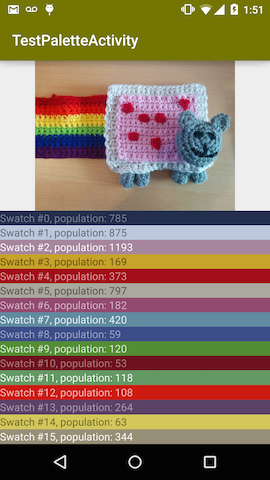 1:51
TestPaletteActivity
Swatch #0, population: 785
Swatch #1, population: 875
Swatch #2, population: 1193
Swatch #3, population: 169
Swatch #4, population: 373
Swatch #5, population: 797
Swatch #6, population: 182
Swatch #7, population: 420
Swatch #8, population: 59
Swatch #9, population: 120
Swatch #10, population: 53
Swatch #11, population: 118
Swatch #12, population: 108
Swatch #13, population: 264
Swatch #14, population: 63
Swatch #15, population: 344